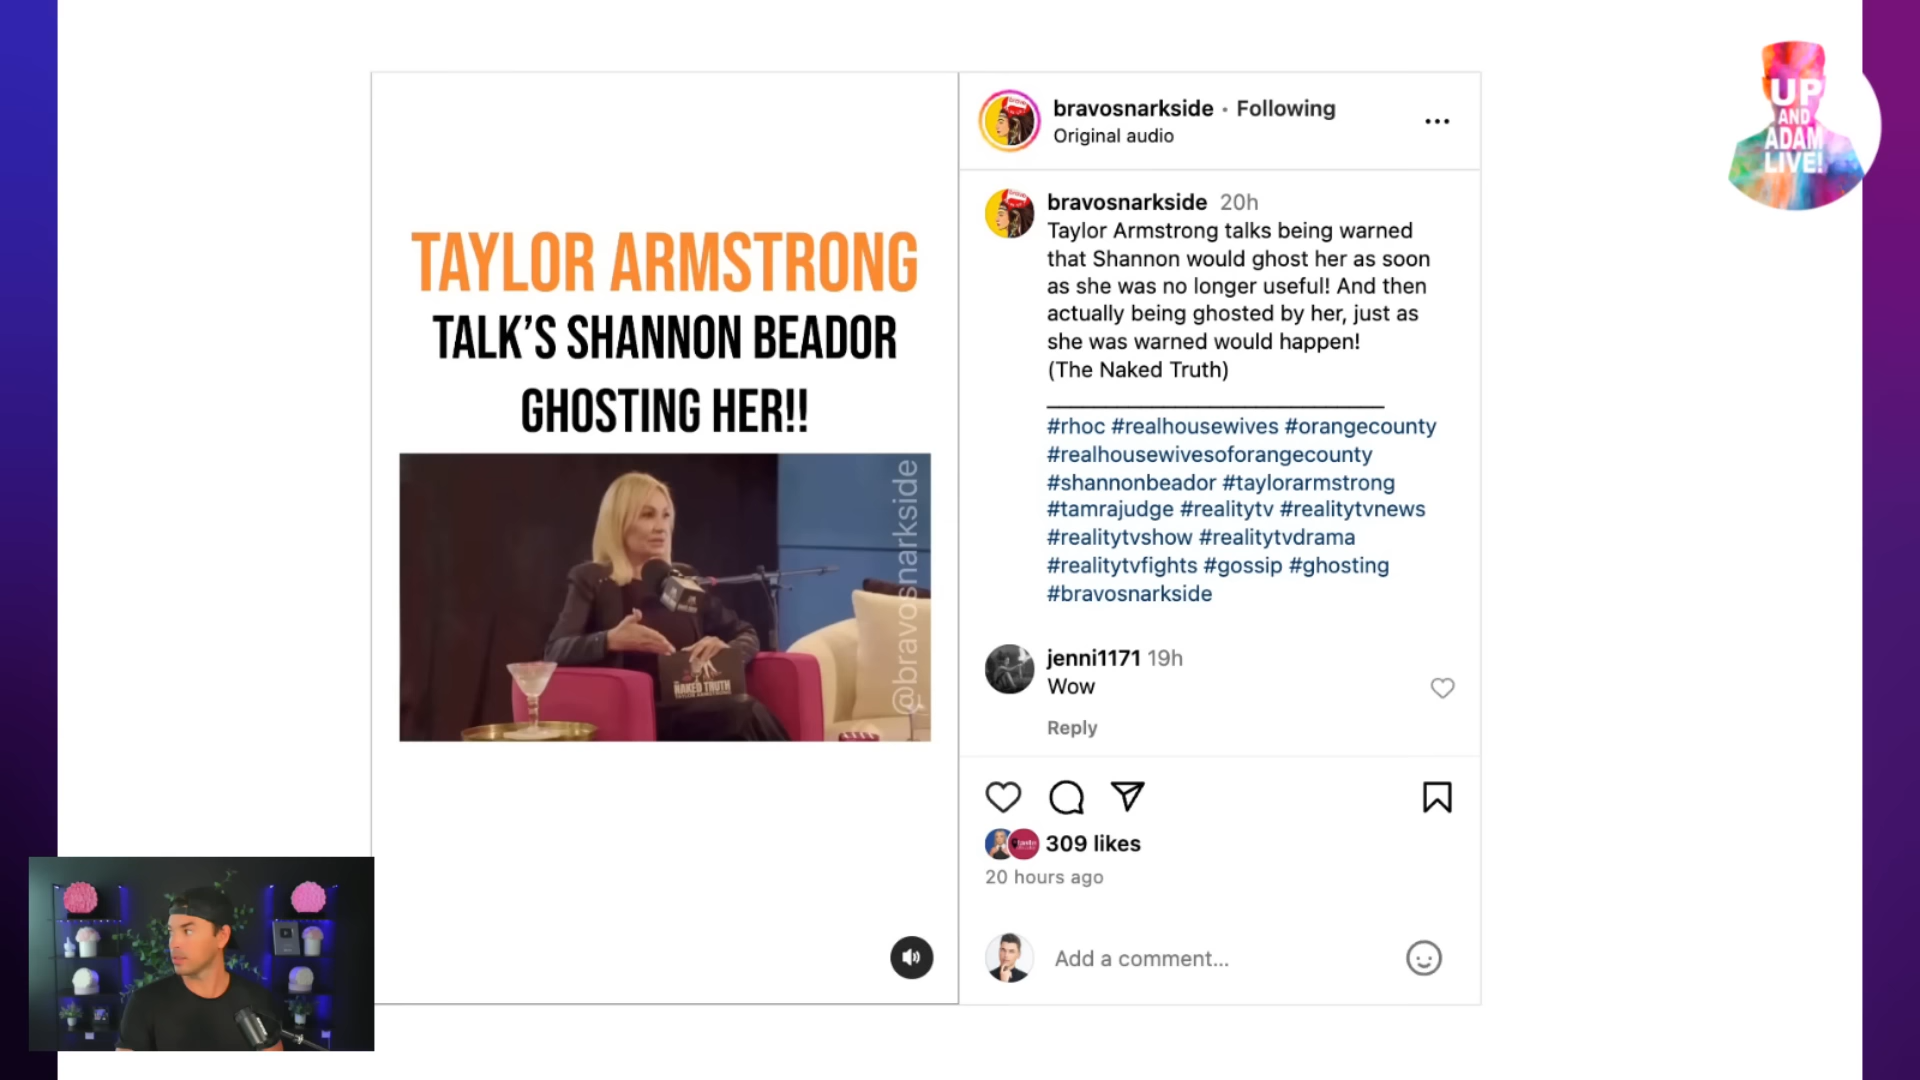 TAYLOR ARMSTRONG
TALK'S SHANNON BEADOR
GHOSTING HER!!
@bravosnarkside
NAKED TRUTH
bravosnarkside • Following
Original audio
bravosnarkside 20h
Taylor Armstrong talks being warned
that Shannon would ghost her as soon
as she was no longer useful! And then
actually being ghosted by her, just as
she was warned would happen!
(The Naked Truth)
#rhoc #realhousewives #orangecounty
#realhousewivesoforangecounty
#shannonbeador #taylorarmstrong
#tamrajudge #realitytv #realitytvnews
#realitytvshow #realitytvdrama
#realitytvfights #gossip #ghosting
#bravosnarkside
jenni1171 19h
Wow
Reply
309 likes
20 hours ago
Add a comment...
UP
AND
ADAM
LIVE!